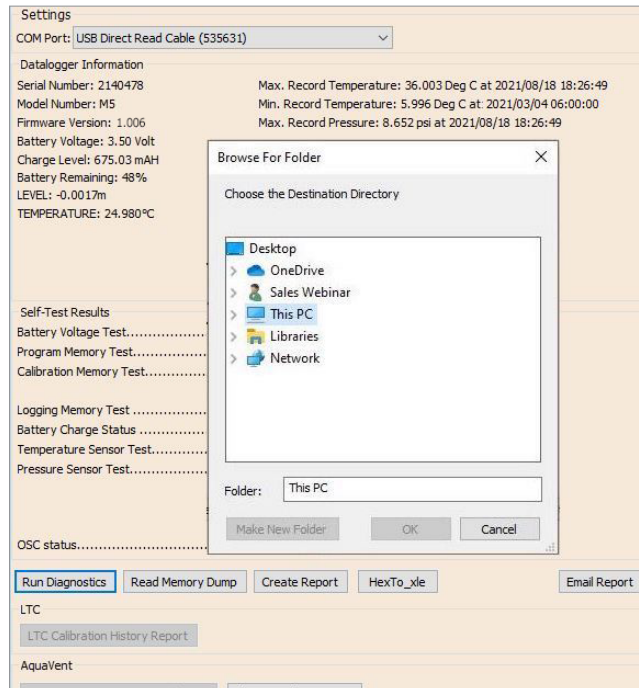 Settings
COM Port: USB Direct Read Cable (535631)
Datalogger Information
Serial Number: 2140478
Max. Record Temperature: 36.003 Deg C at 2021/08/18 18:26:49
Model Number: M5
Min. Record Temperature: 5.996 Deg C at 2021/03/04 06:00:00
Firmware Version: 1.006
Max. Record Pressure: 8.652 psi at 2021/08/18 18:26:49
Battery Voltage: 3.50 Volt
Charge Level: 675.03 mAH
Battery Remaining: 48%
LEVEL: -0.0017m
TEMPERATURE: 24.980°C
Browse For Folder
Choose the Destination Directory
Desktop
OneDrive
Sales Webinar
This PC
Libraries
Network
Folder: This PC
Make New Folder
OK
Cancel
Self-Test Results
Battery Voltage Test
Program Memory Test
Calibration Memory Test
Logging Memory Test
Battery Charge Status
Temperature Sensor Test
Pressure Sensor Test
OSC status
Run Diagnostics
Read Memory Dump
Create Report
HexTo_xle
Email Report
LTC
LTC Calibration History Report
AquaVent